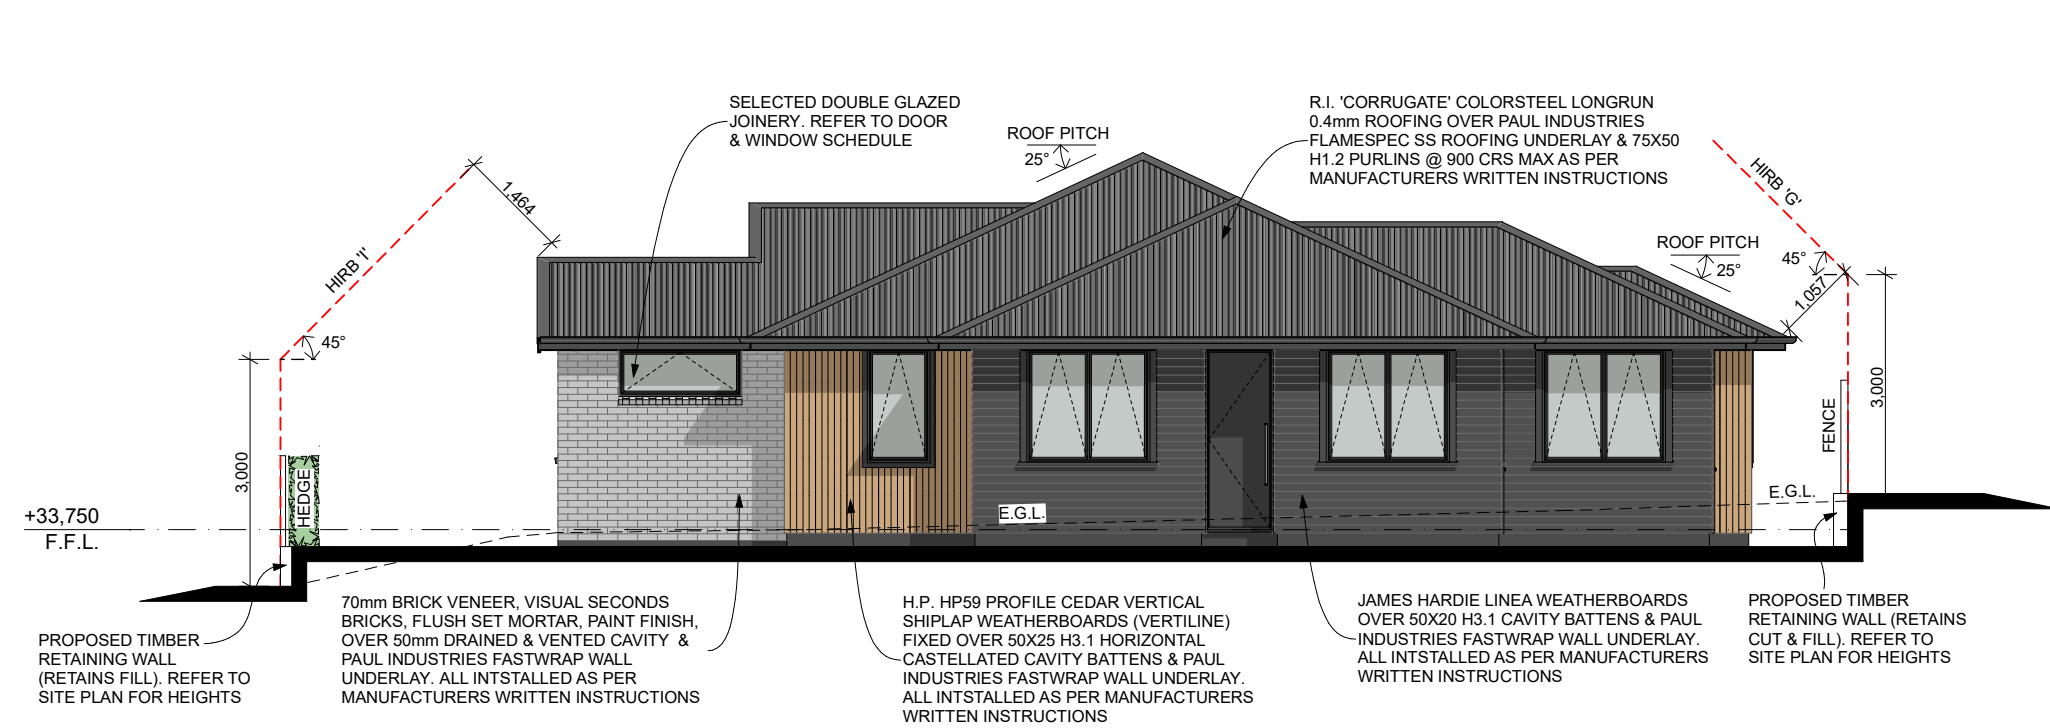 SELECTED DOUBLE GLAZED
JOINERY. REFER TO DOOR
& WINDOW SCHEDULE
ROOF PITCH
25°
R.I. 'CORRUGATE' COLORSTEEL LONGRUN
0.4mm ROOFING OVER PAUL INDUSTRIES
FLAMESPEC SS ROOFING UNDERLAY & 75X50
H1.2 PURLINS @ 900 CRS MAX AS PER
MANUFACTURERS WRITTEN INSTRUCTIONS
HIRB 'G'
1,464
HIRB 'I'
ROOF PITCH
25°
45°
1,057
45°
3,000
FENCE
3,000
HEDGE
E.G.L.
E.G.L.
+33,750
F.F.L.
PROPOSED TIMBER
RETAINING WALL
(RETAINS FILL). REFER TO
SITE PLAN FOR HEIGHTS
70mm BRICK VENEER, VISUAL SECONDS
BRICKS, FLUSH SET MORTAR, PAINT FINISH,
OVER 50mm DRAINED & VENTED CAVITY &
PAUL INDUSTRIES FASTWRAP WALL
UNDERLAY. ALL INTSTALLED AS PER
MANUFACTURERS WRITTEN INSTRUCTIONS
H.P. HP59 PROFILE CEDAR VERTICAL
SHIPLAP WEATHERBOARDS (VERTILINE)
FIXED OVER 50X25 H3.1 HORIZONTAL
CASTELLATED CAVITY BATTENS & PAUL
INDUSTRIES FASTWRAP WALL UNDERLAY.
ALL INTSTALLED AS PER MANUFACTURERS
WRITTEN INSTRUCTIONS
JAMES HARDIE LINEA WEATHERBOARDS
OVER 50X20 H3.1 CAVITY BATTENS & PAUL
INDUSTRIES FASTWRAP WALL UNDERLAY.
ALL INTSTALLED AS PER MANUFACTURERS
WRITTEN INSTRUCTIONS
PROPOSED TIMBER
RETAINING WALL (RETAINS
CUT & FILL). REFER TO
SITE PLAN FOR HEIGHTS